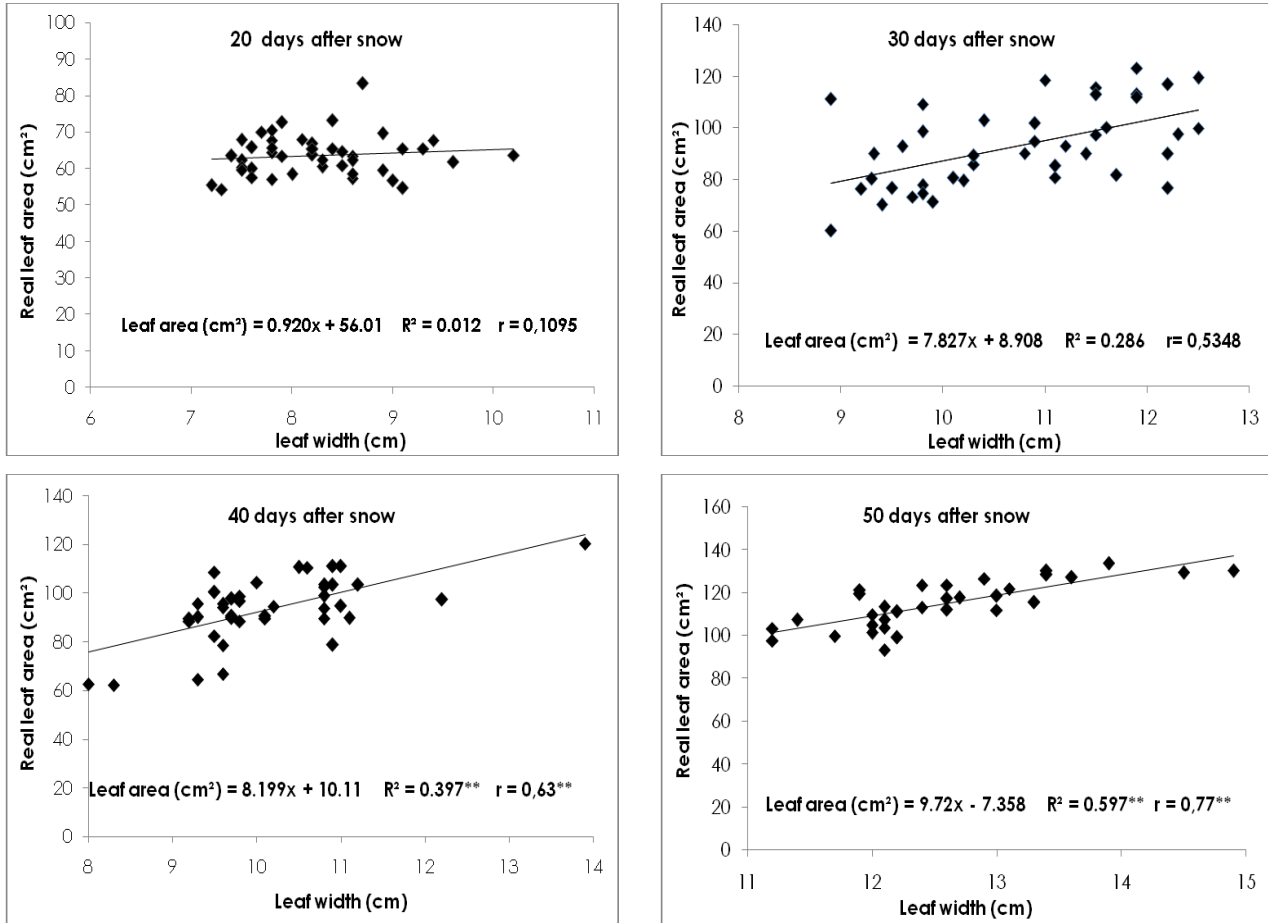 20 days after snow
Real leaf area (cm²)
100
90
80
70
60
50
40
30
20
10
0
Leaf area (cm²) = 0.920x + 56.01 R² = 0.012 r = 0,1095
6 7 8 9 10 11
leaf width (cm)
30 days after snow
Real leaf area (cm²)
140
120
100
80
60
40
20
0
Leaf area (cm²) = 7.827x + 8.908 R² = 0.286 r= 0,5348
8 9 10 11 12 13
Leaf width (cm)
40 days after snow
Real leaf area (cm²)
140
120
100
80
60
40
20
0
Leaf area (cm²) = 8.199x + 10.11 R² = 0.397** r = 0,63**
8 9 10 11 12 13 14
Leaf width (cm)
50 days after snow
Real leaf area (cm²)
160
140
120
100
80
60
40
20
0
Leaf area (cm²) = 9.72x - 7.358 R² = 0.597** r = 0,77**
11 12 13 14 15
Leaf width (cm)